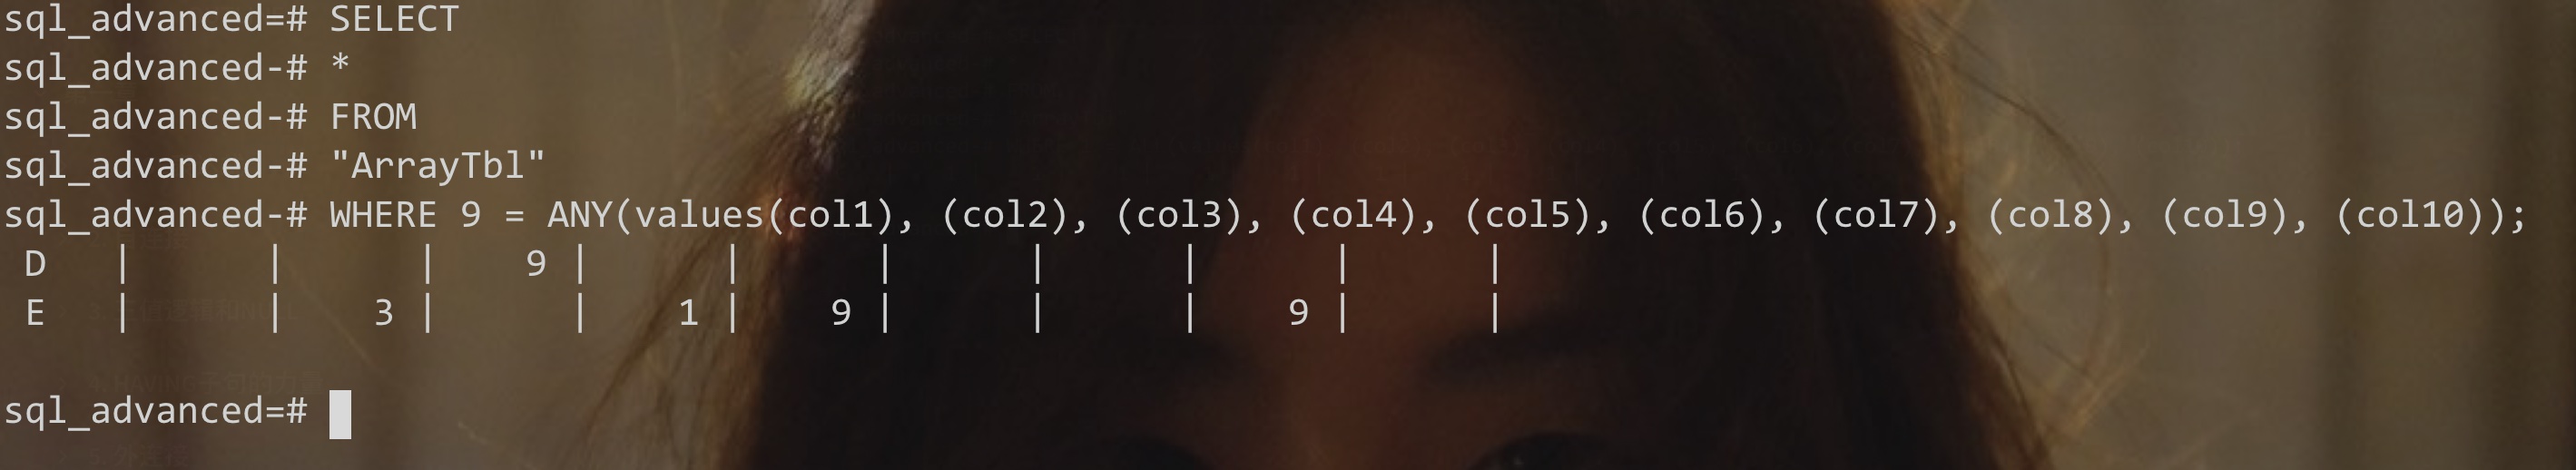 sql_advanced=# SELECT
sql_advanced-# *
sql_advanced-# FROM
sql_advanced-# "ArrayTbl"
sql_advanced-# WHERE 9 = ANY(values(col1), (col2), (col3), (col4), (col5), (col6), (col7), (col8), (col9), (col10));
D | | | 9 | | | | | | |
E | | 3 | | 1 | 9 | | | 9 | |
sql_advanced=#